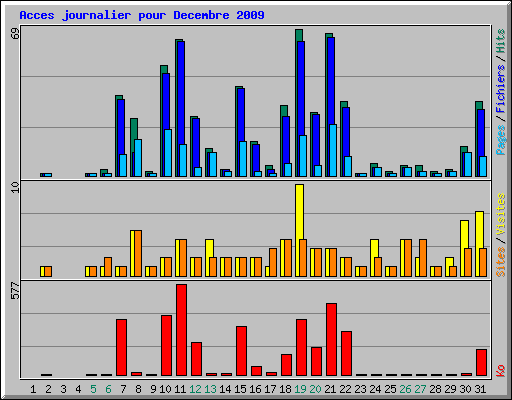 Acces journalier pour Decembre 2009
69
Pages / Fichiers / Hits
10
Sites / Visites
577
Ko
1 2 3 4 5 6 7 8 9 10 11 12 13 14 15 16 17 18 19 20 21 22 23 24 25 26 27 28 29 30 31